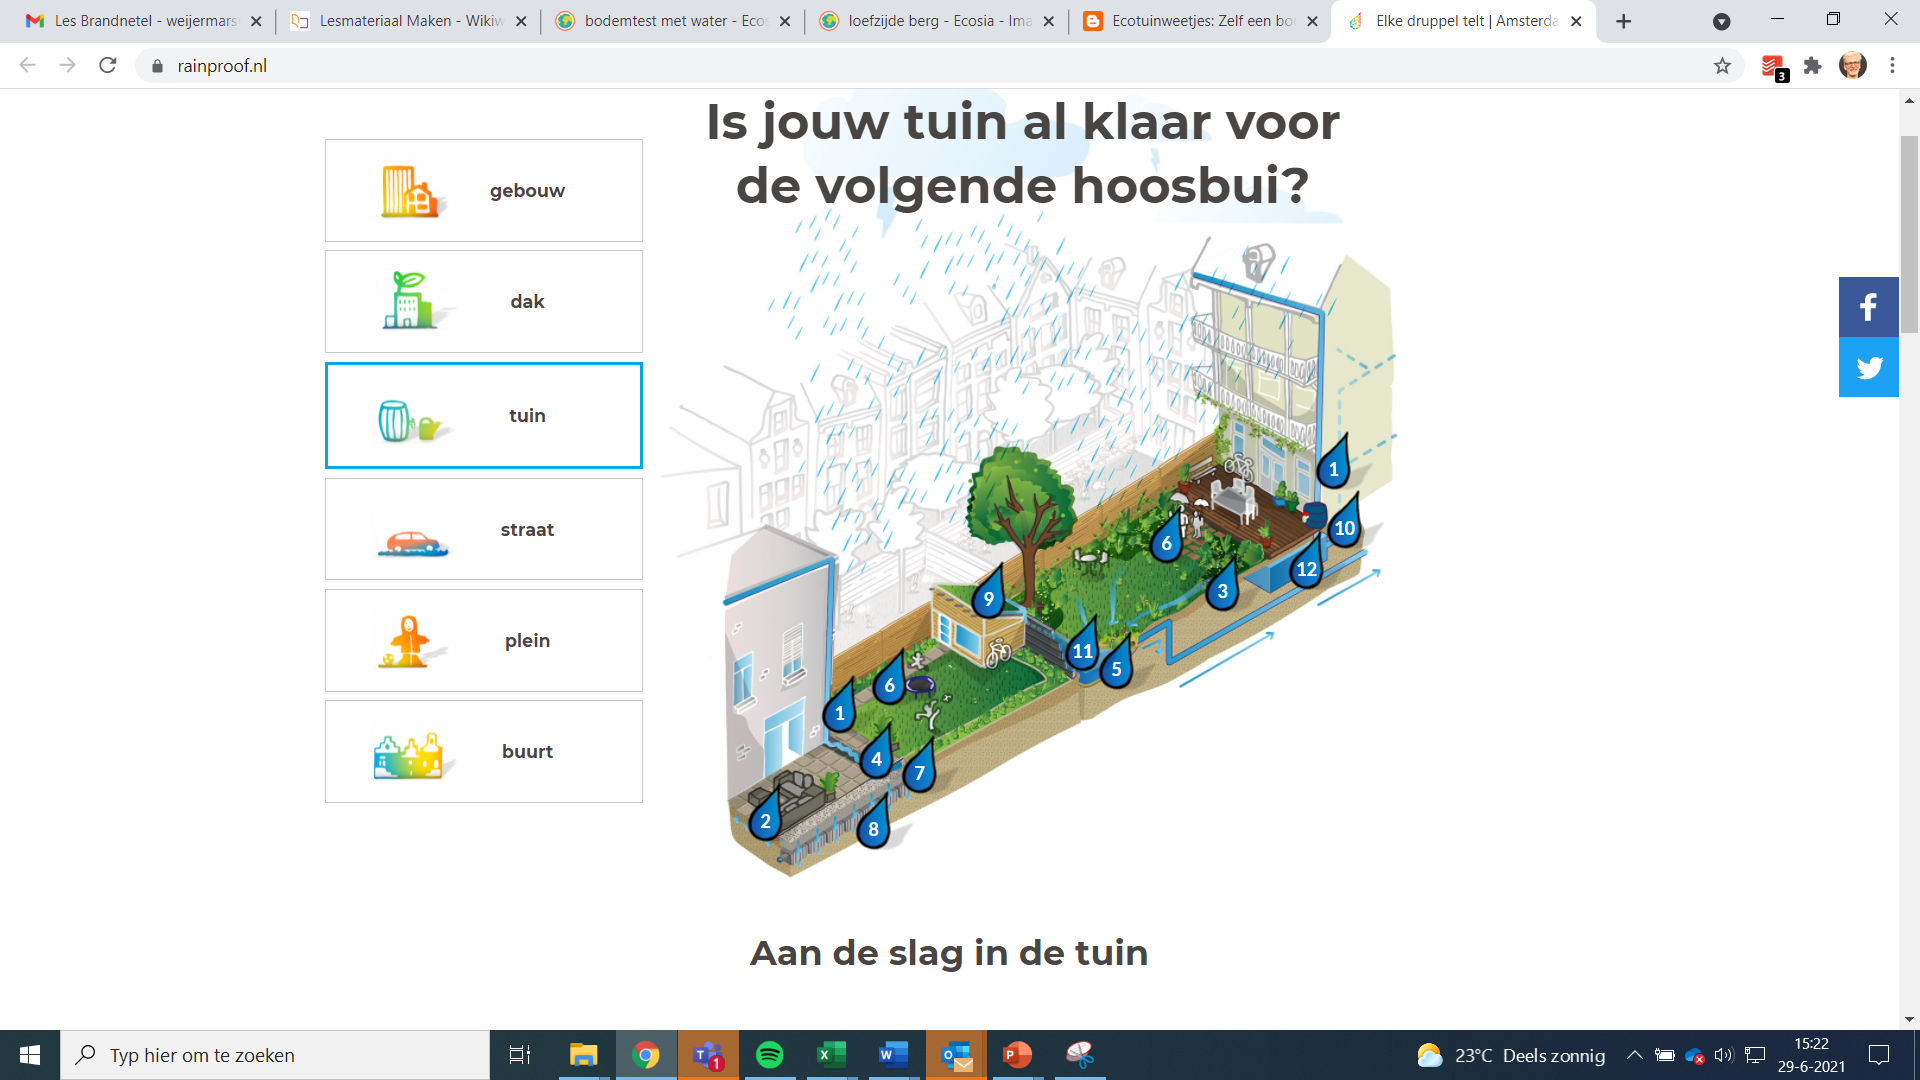 Les Brandnetel - weijermars
Lesmateriaal Maken - Wikiw
bodemtest met water - Ecos
loefzijde berg - Ecosia - Ima
Ecotuinweetjes: Zelf een bo
Elke druppel telt | Amsterda
rainproof.nl
3
Is jouw tuin al klaar voor
de volgende hoosbui?
gebouw
dak
tuin
straat
plein
buurt
1
10
6
12
3
9
11
5
6
1
4
7
2
8
Aan de slag in de tuin
Typ hier om te zoeken
1
23°C Deels zonnig
15:22
29-6-2021